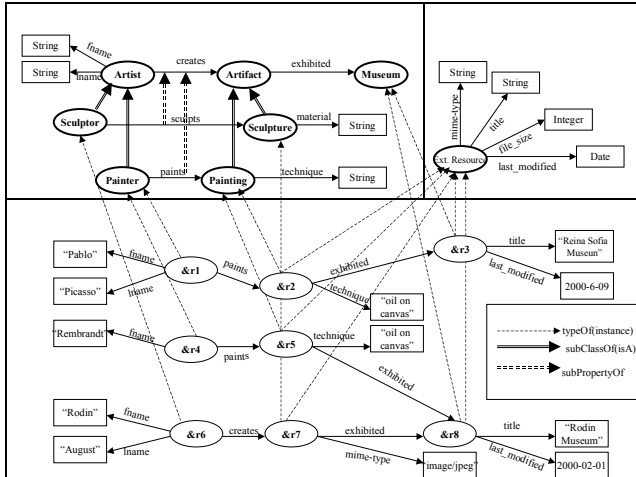 String
fname
String
lname
Artist
creates
Artifact
exhibited
Museum
Sculptor
sculpts
Sculpture
material
String
Painter
paints
Painting
technique
String
String
String
mime-type
title
Integer
file_size
Ext. Resource
Date
last_modified
"Pablo"
fname
&r1
"Picasso"
lname
paints
&r2
exhibited
&r3
title
"Reina Sofia
Museun"
last_modified
2000-6-09
technique
"oil on
canvas"
"Rembrandt"
fname
&r4
paints
&r5
technique
"oil on
canvas"
exhibited
typeOf(instance)
subClassOf(isA)
subPropertyOf
"Rodin"
fname
&r6
"August"
lname
creates
&r7
exhibited
&r8
title
"Rodin
Museum"
mime-type
"image/jpeg"
last_modified
2000-02-01